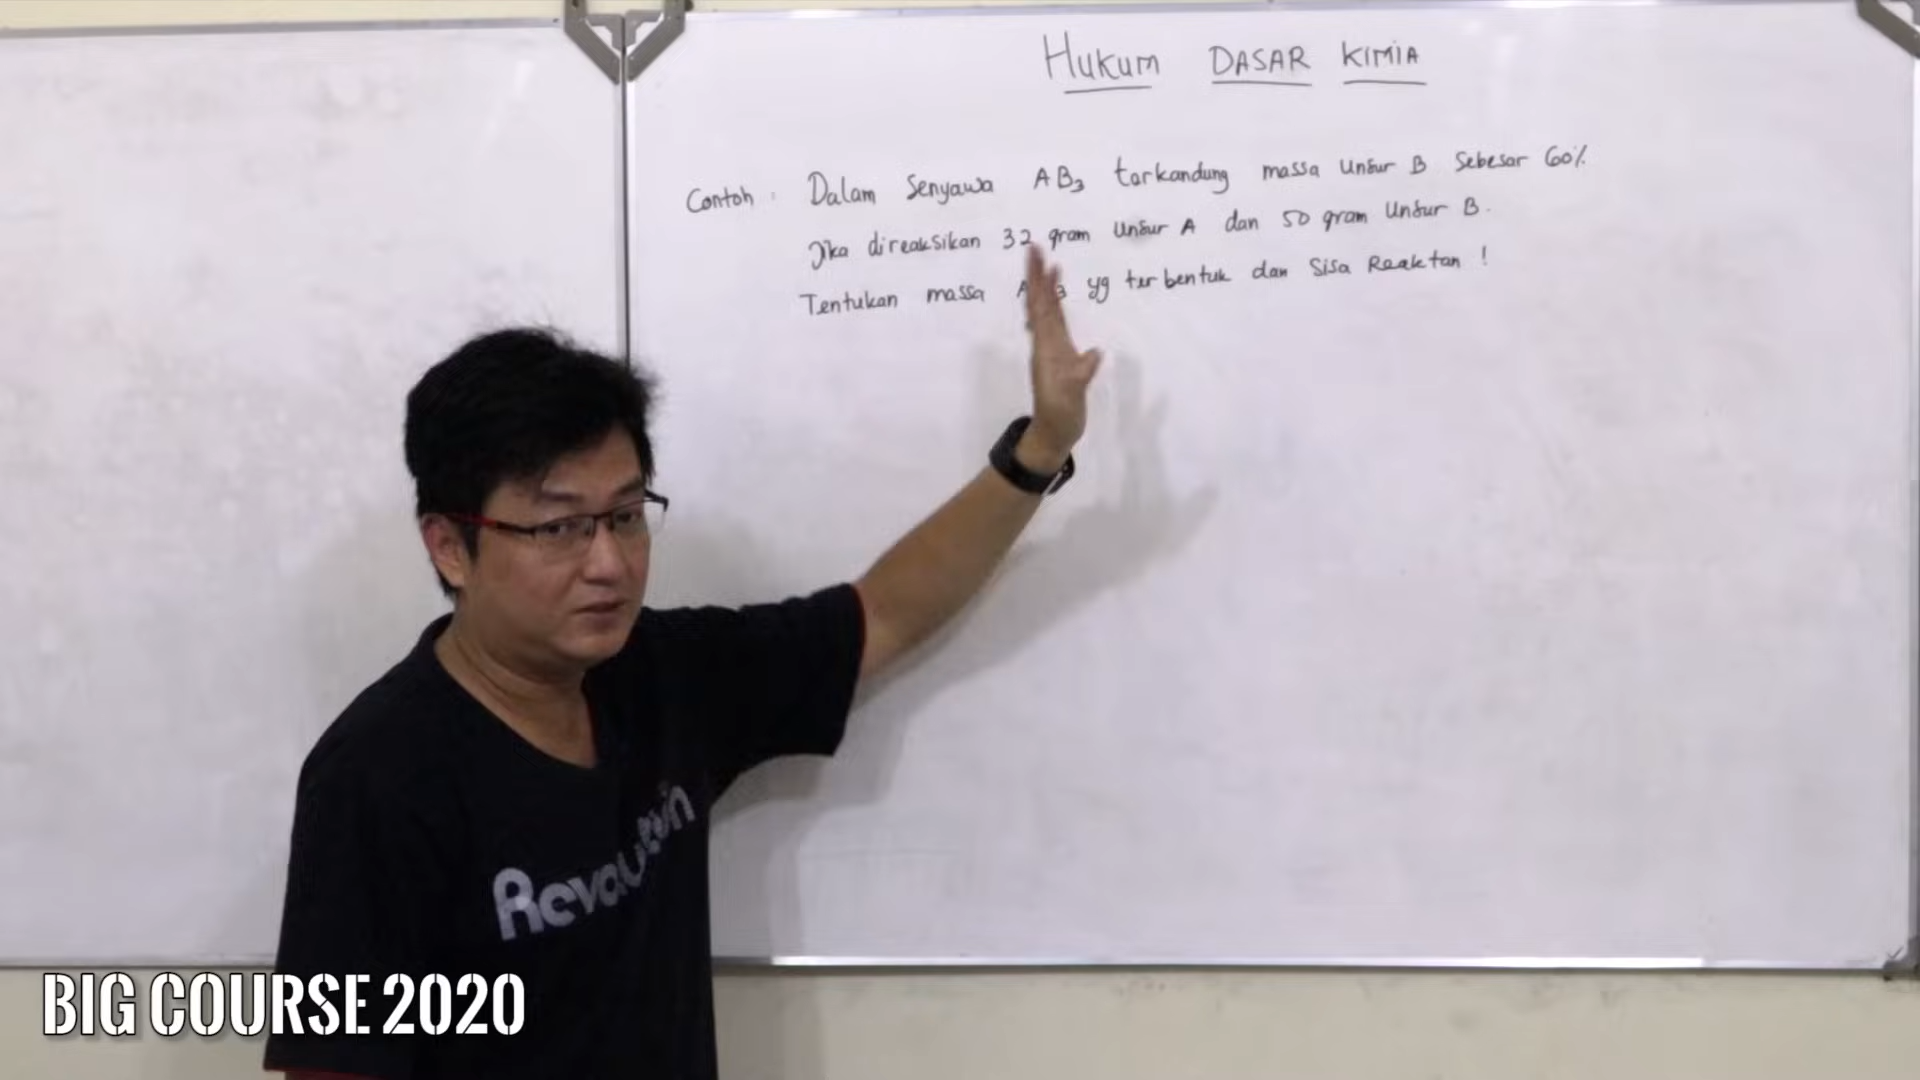 Hukum DASAR KIMIA
Contoh : Dalam Senyawa AB3 terkandung massa Unsur B Sebesar 60%
Jika direaksikan 32 gram Unsur A dan 50 gram Unsur B.
Tentukan massa A 3 yg terbentuk dan Sisa Reaktan !
Revolution
BIG COURSE 2020